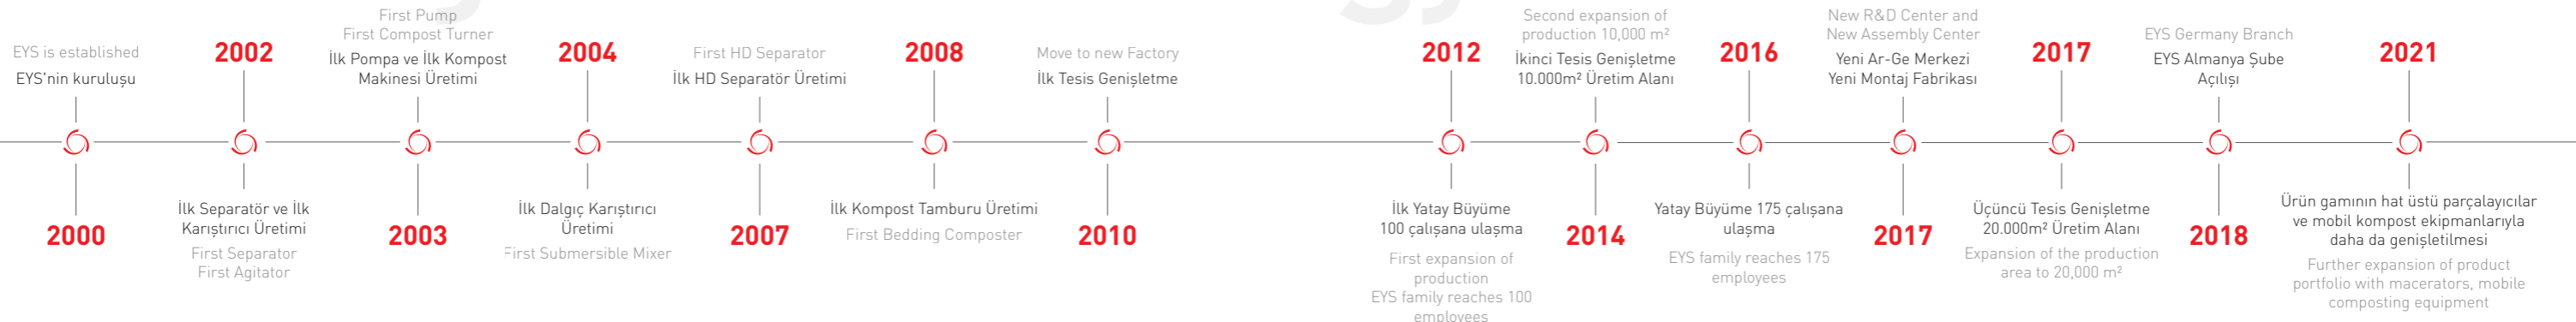 EYS is established
EYS'nin kuruluşu
2000
2002
İlk Separatör ve İlk
Karıştırıcı Üretimi
First Separator
First Agitator
First Pump
First Compost Turner
İlk Pompa ve İlk Kompost
Makinesi Üretimi
2003
2004
İlk Dalgıç Karıştırıcı
Üretimi
First Submersible Mixer
First HD Separator
İlk HD Separatör Üretimi
2007
2008
İlk Kompost Tamburu Üretimi
First Bedding Composter
Move to new Factory
İlk Tesis Genişletme
2010
2012
İlk Yatay Büyüme
100 çalışana ulaşma
First expansion of
production
EYS family reaches 100
employees
Second expansion of
production 10,000 m²
İkinci Tesis Genişletme
10.000m² Üretim Alanı
2014
2016
Yatay Büyüme 175 çalışana
ulaşma
EYS family reaches 175
employees
New R&D Center and
New Assembly Center
Yeni Ar-Ge Merkezi
Yeni Montaj Fabrikası
2017
2017
Üçüncü Tesis Genişletme
20.000m² Üretim Alanı
Expansion of the production
area to 20,000 m²
EYS Germany Branch
EYS Almanya Şube
Açılışı
2018
2021
Ürün gamının hat üstü parçalayıcılar
ve mobil kompost ekipmanlarıyla
daha da genişletilmesi
Further expansion of product
portfolio with macerators, mobile
composting equipment